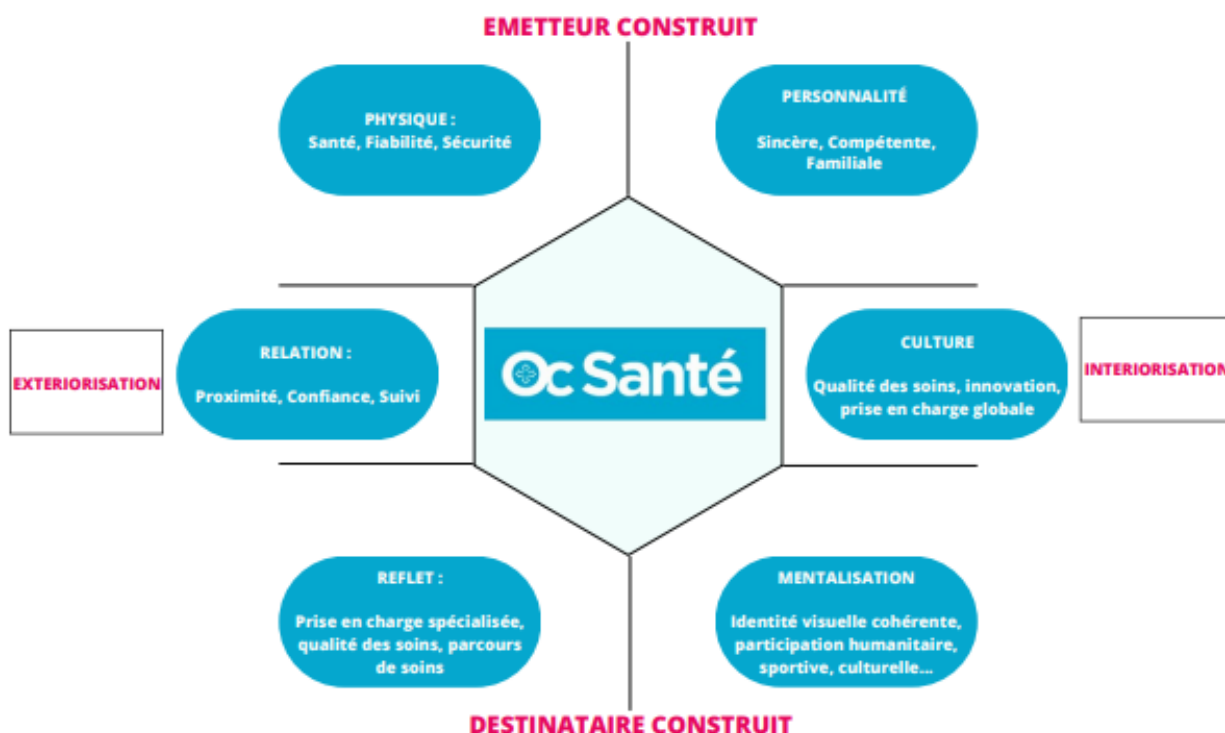 EMETTEUR CONSTRUIT
PHYSIQUE :
Santé, Fiabilité, Sécurité
PERSONNALITÉ
Sincère, Compétente,
Familiale
EXTERIORISATION
RELATION :
Proximité, Confiance, Suivi
Oc Santé
CULTURE
Qualité des soins, innovation,
prise en charge globale
INTERIORISATION
REFLET :
Prise en charge spécialisée,
qualité des soins, parcours
de soins
MENTALISATION
Identité visuelle cohérente,
participation humanitaire,
sportive, culturelle...
DESTINATAIRE CONSTRUIT